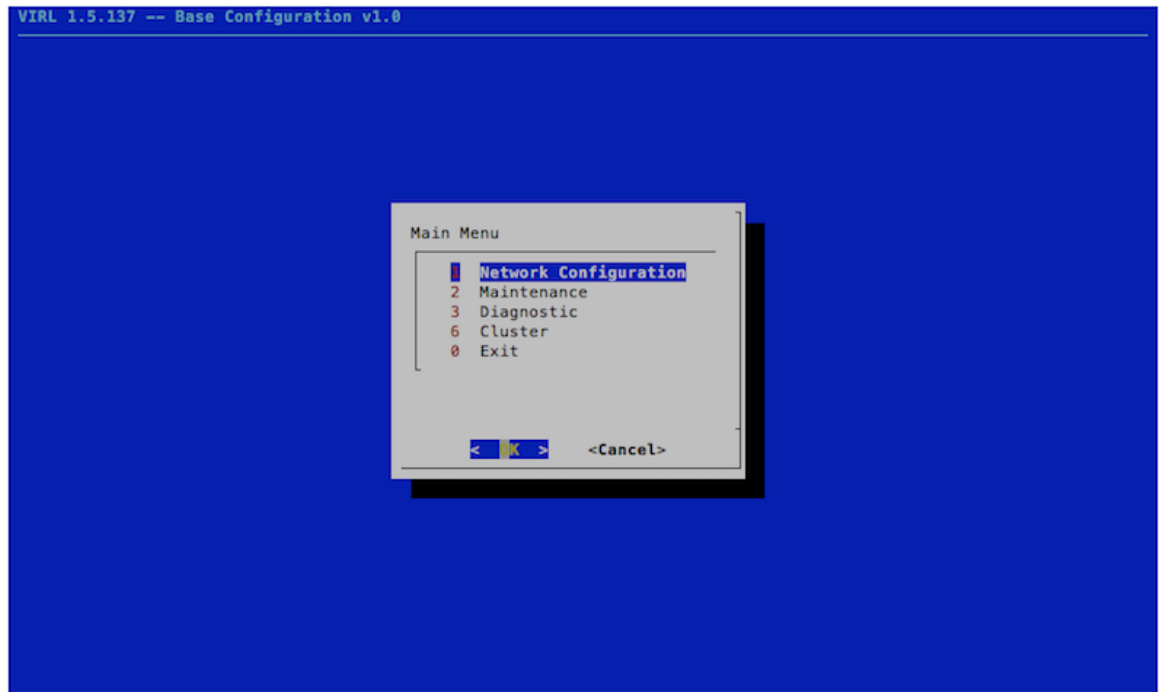 VIRL 1.5.137 -- Base Configuration v1.0
Main Menu
1 Network Configuration
2 Maintenance
3 Diagnostic
6 Cluster
0 Exit
< OK > <Cancel>